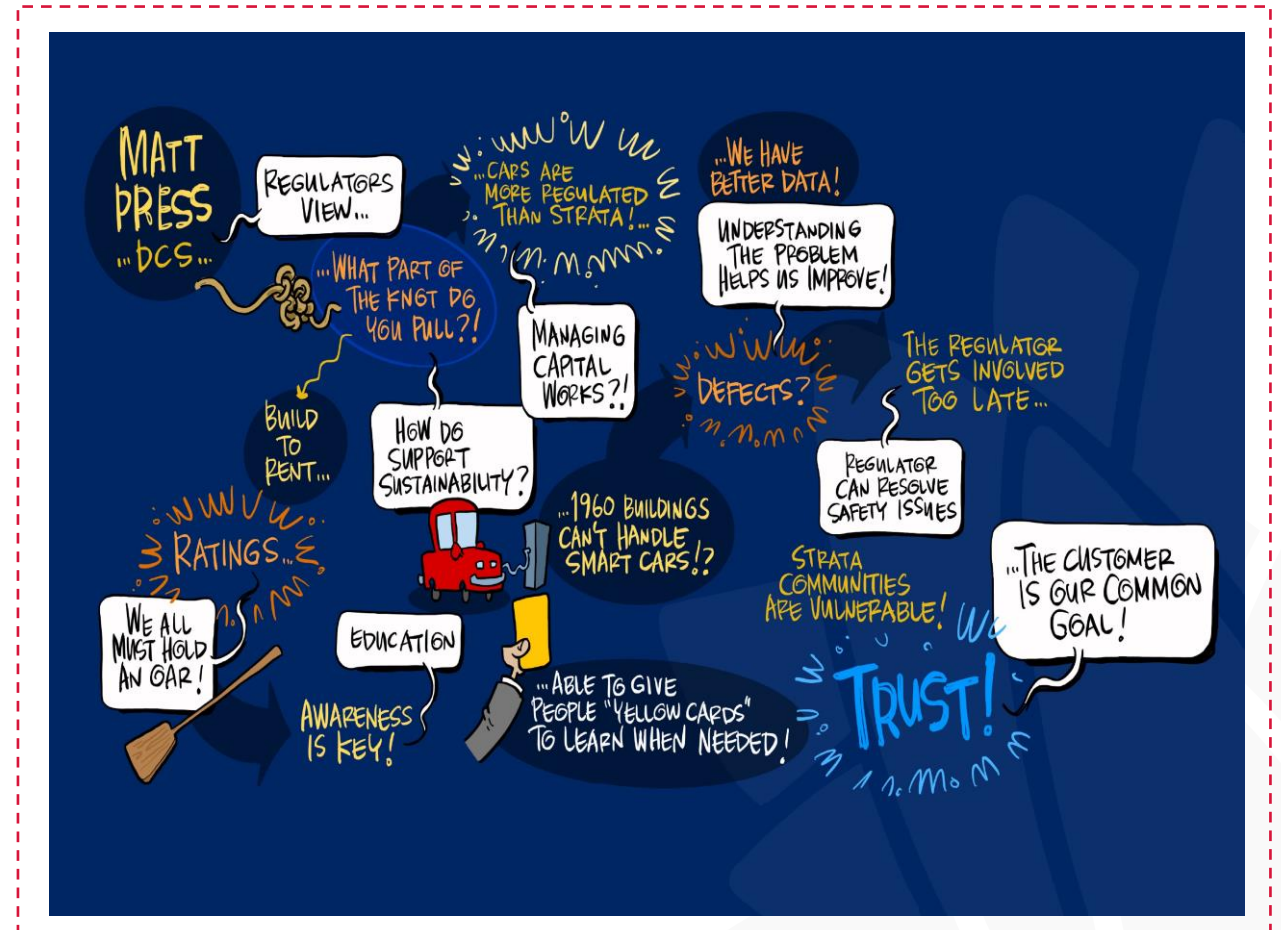 MATT
PRESS
...DCS...
REGULATORS
VIEW...
...WHAT PART OF
THE KNOT DO
YOU PULL?!
BUILD
TO
RENT...
...CARS ARE
MORE REGULATED
THAN STRATA!...
MANAGING
CAPITAL
WORKS?!
HOW DO
SUPPORT
SUSTAINABILITY?
RATINGS...
WE ALL
MUST HOLD
AN OAR!
AWARENESS
IS KEY!
EDUCATION
...ABLE TO GIVE
PEOPLE "YELLOW CARDS"
TO LEARN WHEN NEEDED!
...1960 BUILDINGS
CAN'T HANDLE
SMART CARS!?
DEFECTS?
UNDERSTANDING
THE PROBLEM
HELPS US IMPROVE!
...WE HAVE
BETTER DATA!
THE REGULATOR
GETS INVOLVED
TOO LATE...
REGULATOR
CAN RESOLVE
SAFETY ISSUES
STRATA
COMMUNITIES
ARE VULNERABLE!
TRUST!
...THE CUSTOMER
IS OUR COMMON
GOAL!